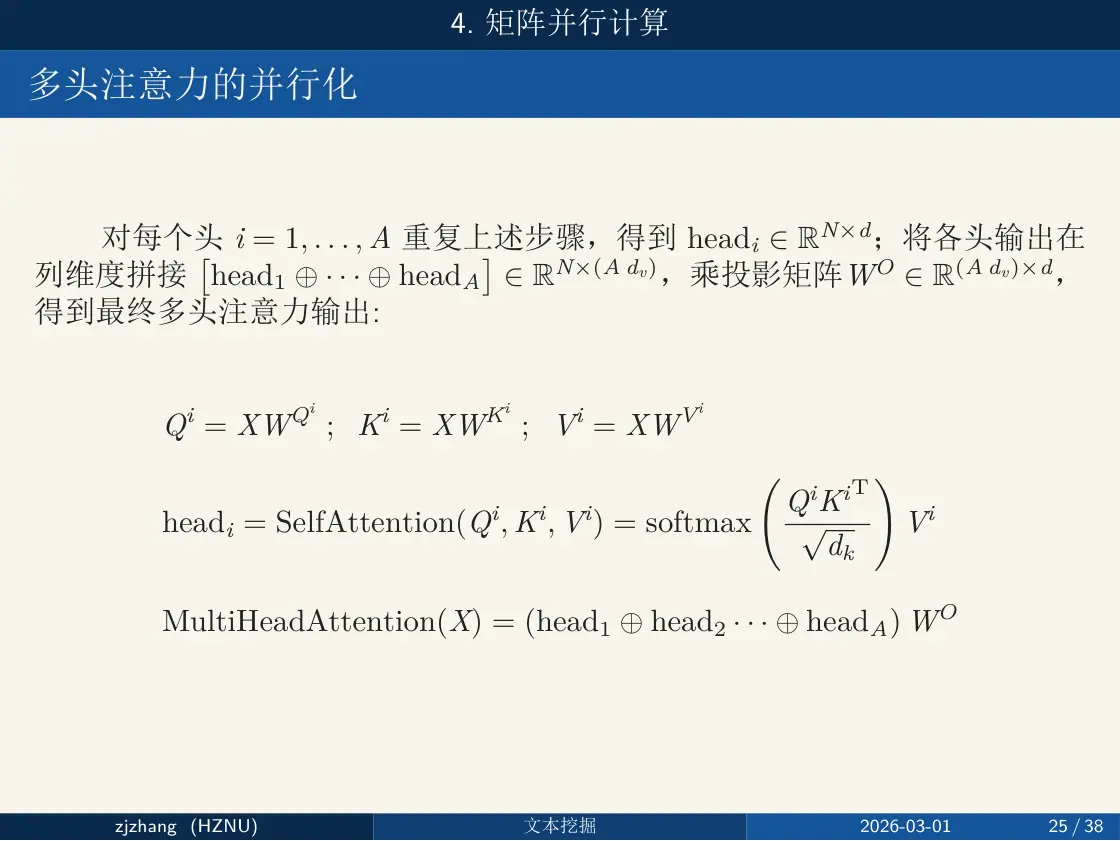 4. 矩阵并行计算
多头注意力的并行化
对每个头 i = 1, . . . , A 重复上述步骤，得到 headᵢ ∈ ℝ^{N×d}；将各头输出在
列维度拼接 [head₁ ⊕ ··· ⊕ head_A] ∈ ℝ^{N×(A d_v)}，乘投影矩阵 W^O ∈ ℝ^{(A d_v)×d}，
得到最终多头注意力输出:
Q^i = XW^{Q^i} ; K^i = XW^{K^i} ; V^i = XW^{V^i}
head_i = SelfAttention(Q^i, K^i, V^i) = softmax(Q^i K^{iT} / √d_k) V^i
MultiHeadAttention(X) = (head₁ ⊕ head₂ ··· ⊕ head_A) W^O
zjzhang (HZNU) 文本挖掘 2026-03-01 25 / 38